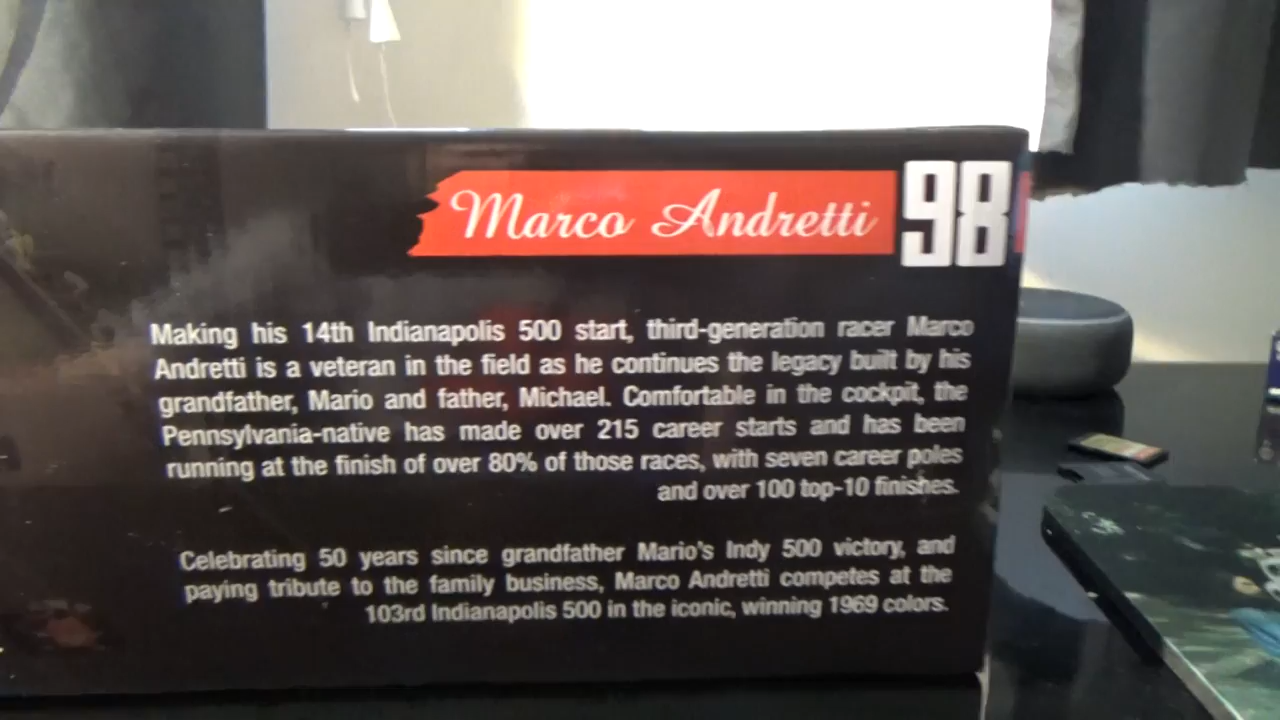 Marco Andretti 98
Making his 14th Indianapolis 500 start, third-generation racer Marco
Andretti is a veteran in the field as he continues the legacy built by his
grandfather, Mario and father, Michael. Comfortable in the cockpit, the
Pennsylvania-native has made over 215 career starts and has been
running at the finish of over 80% of those races, with seven career poles
and over 100 top-10 finishes.
Celebrating 50 years since grandfather Mario's Indy 500 victory, and
paying tribute to the family business, Marco Andretti competes at the
103rd Indianapolis 500 in the iconic, winning 1969 colors.